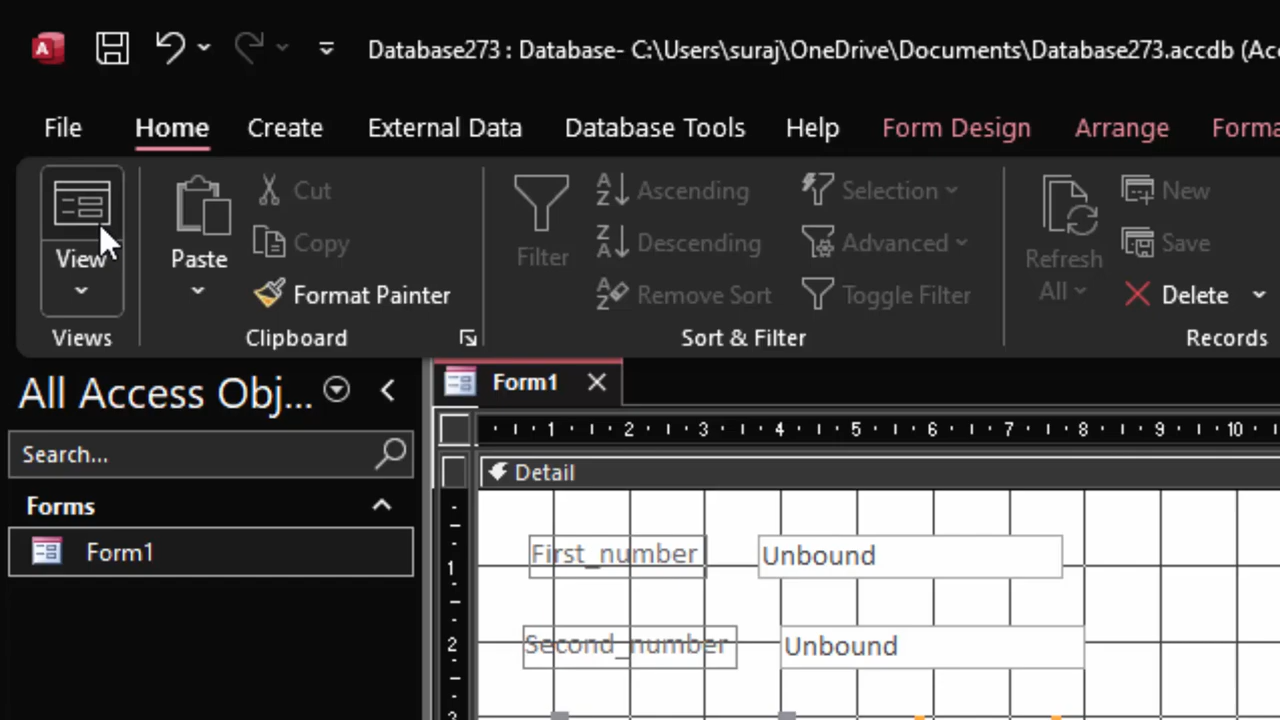 Database273 : Database- C:\Users\suraj\OneDrive\Documents\Database273.accdb (Acc
File Home Create External Data Database Tools Help Form Design Arrange Forma
View
Views
Paste
Cut
Copy
Format Painter
Clipboard
Filter
Ascending
Descending
Remove Sort
Selection
Advanced
Toggle Filter
Sort & Filter
Refresh
All
New
Save
Delete
Records
All Access Obj...
Search...
Forms
Form1
Form1
1 2 3 4 5 6 7 8 9 10
Detail
1
First_number Unbound
2
Second_number Unbound
3